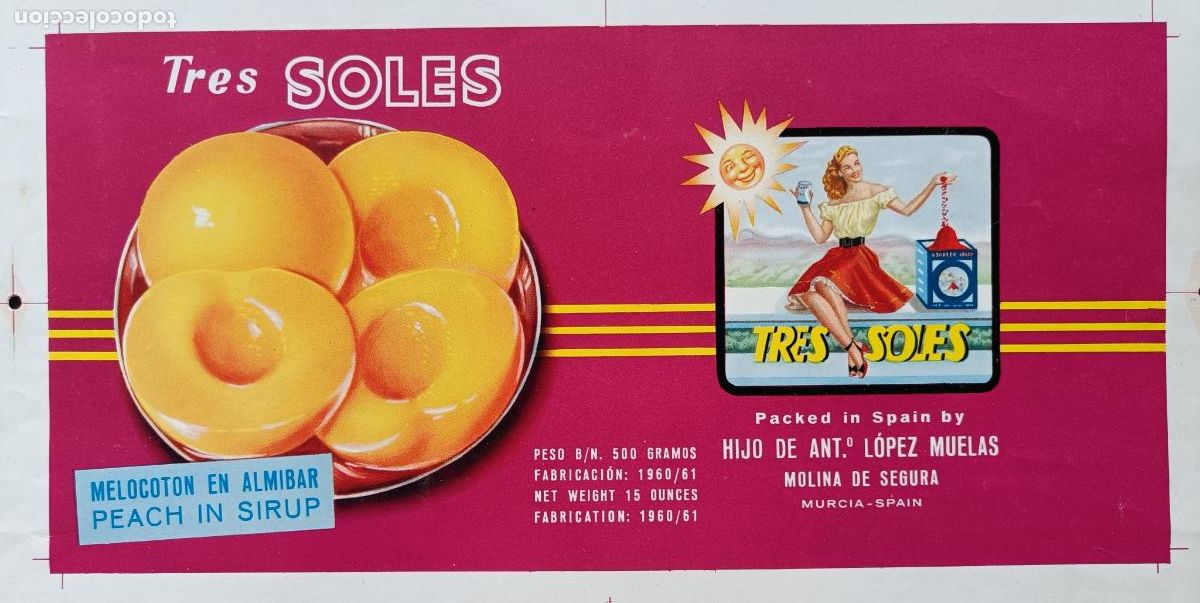 todocoleccion
Tres SOLES
TRES SOLES
MELOCOTON EN ALMIBAR
PEACH IN SIRUP
PESO B/N. 500 GRAMOS
FABRICACIÓN: 1960/61
NET WEIGHT 15 OUNCES
FABRICATION: 1960/61
Packed in Spain by
HIJO DE ANT.º LÓPEZ MUELAS
MOLINA DE SEGURA
MURCIA-SPAIN